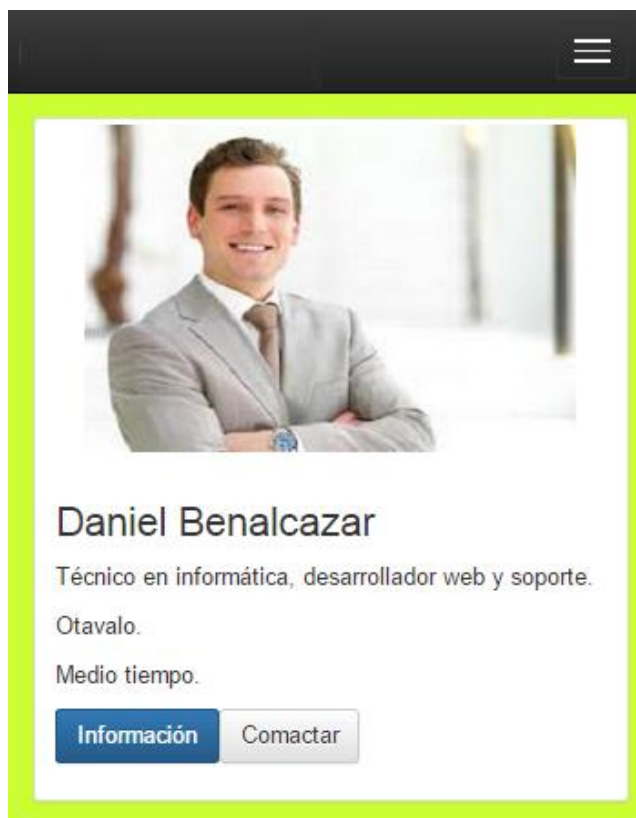 Daniel Benalcazar
Técnico en informática, desarrollador web y soporte.
Otavalo.
Medio tiempo.
Información
Comactar